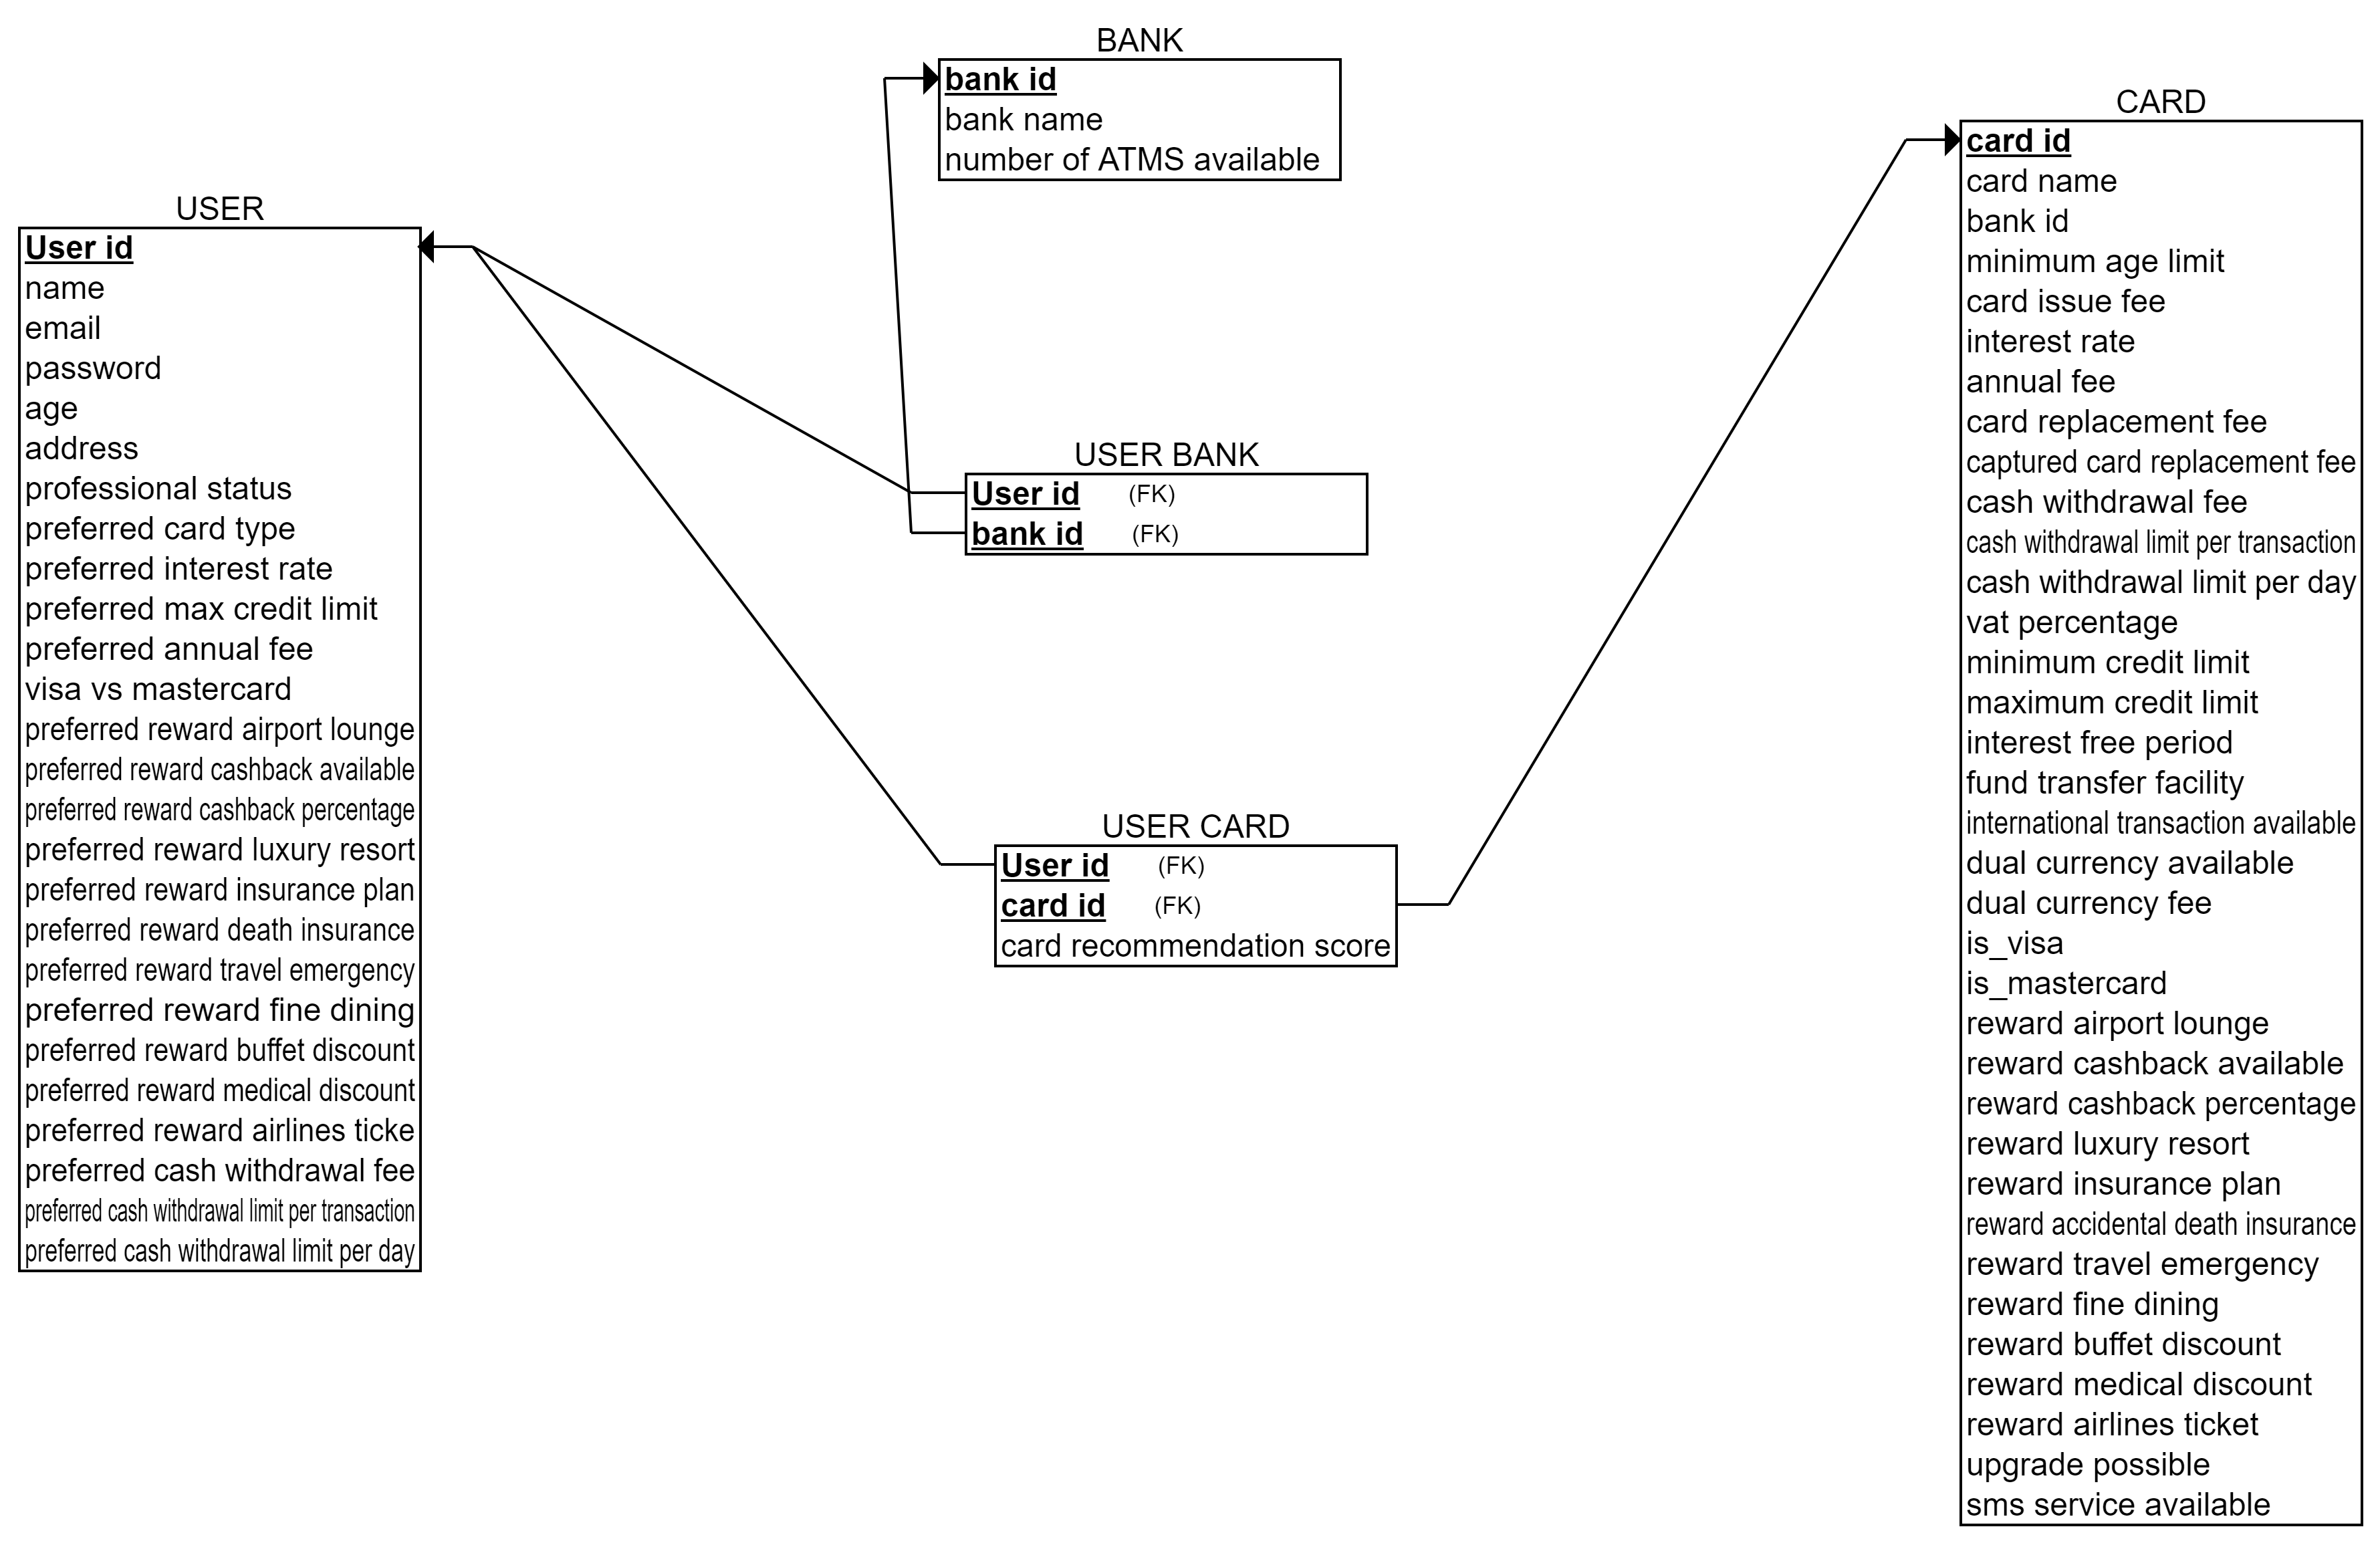 BANK
bank id
bank name
number of ATMS available
CARD
card id
card name
bank id
minimum age limit
card issue fee
interest rate
annual fee
card replacement fee
captured card replacement fee
cash withdrawal fee
cash withdrawal limit per transaction
cash withdrawal limit per day
vat percentage
minimum credit limit
maximum credit limit
interest free period
fund transfer facility
international transaction available
dual currency available
dual currency fee
is_visa
is_mastercard
reward airport lounge
reward cashback available
reward cashback percentage
reward luxury resort
reward insurance plan
reward accidental death insurance
reward travel emergency
reward fine dining
reward buffet discount
reward medical discount
reward airlines ticket
upgrade possible
sms service available
USER
User id
name
email
password
age
address
professional status
preferred card type
preferred interest rate
preferred max credit limit
preferred annual fee
visa vs mastercard
preferred reward airport lounge
preferred reward cashback available
preferred reward cashback percentage
preferred reward luxury resort
preferred reward insurance plan
preferred reward death insurance
preferred reward travel emergency
preferred reward fine dining
preferred reward buffet discount
preferred reward medical discount
preferred reward airlines ticke
preferred cash withdrawal fee
preferred cash withdrawal limit per transaction
preferred cash withdrawal limit per day
USER BANK
User id (FK)
bank id (FK)
USER CARD
User id (FK)
card id (FK)
card recommendation score